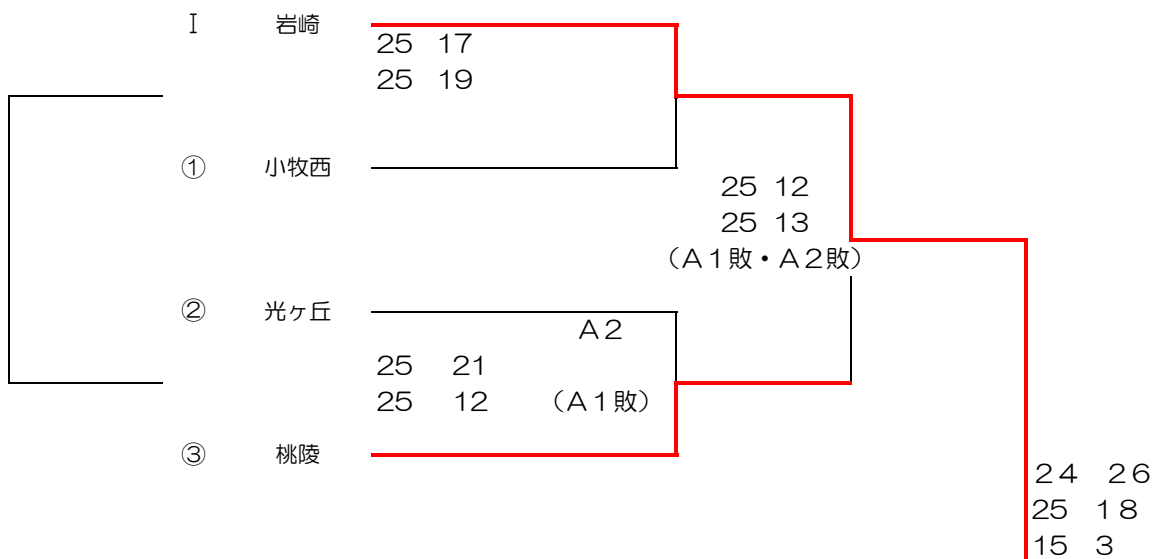 Ⅰ 岩崎
25 17
25 19
① 小牧西
25 12
25 13
（A１敗・A２敗）
② 光ヶ丘
A２
25 21
25 12 （A１敗）
③ 桃陵
２４ ２６
25 １８
15 ３